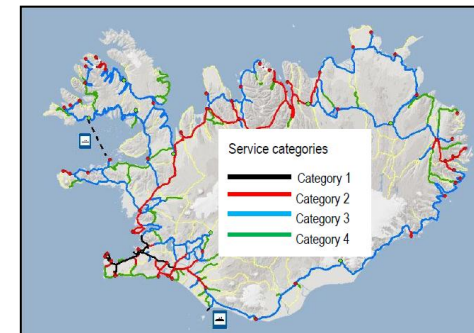 Service categories
Category 1
Category 2
Category 3
Category 4